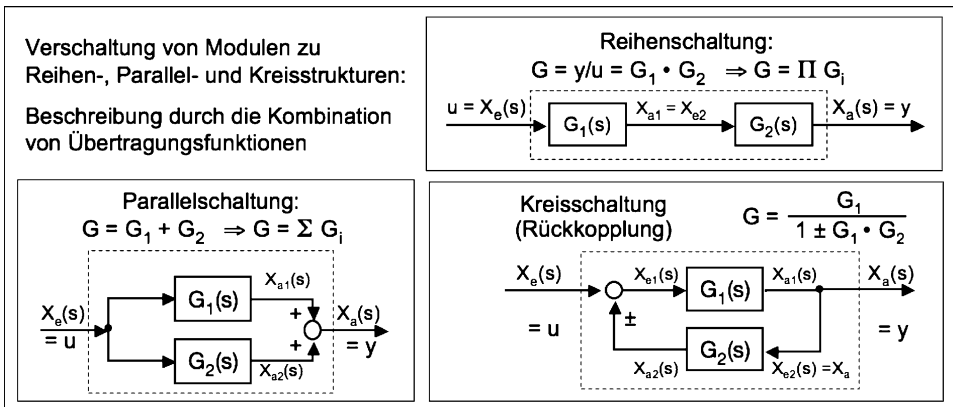 Verschaltung von Modulen zu
Reihen-, Parallel- und Kreisstrukturen:
Beschreibung durch die Kombination
von Übertragungsfunktionen
Reihenschaltung:
G = y/u = G₁ • G₂ ⇒ G = Π Gᵢ
u = Xₑ(s)
G₁(s)
Xₐ₁ = Xₑ₂
G₂(s)
Xₐ(s) = y
Parallelschaltung:
G = G₁ + G₂ ⇒ G = Σ Gᵢ
Xₑ(s)
= u
G₁(s)
Xₐ₁(s)
+
+
G₂(s)
Xₐ₂(s)
Xₐ(s)
= y
Kreisschaltung
(Rückkopplung)
G = G₁
1 ± G₁ • G₂
Xₑ(s)
= u
Xₑ₁(s)
G₁(s)
Xₐ₁(s)
Xₐ(s)
= y
±
G₂(s)
Xₐ₂(s)
Xₑ₂(s) =Xₐ